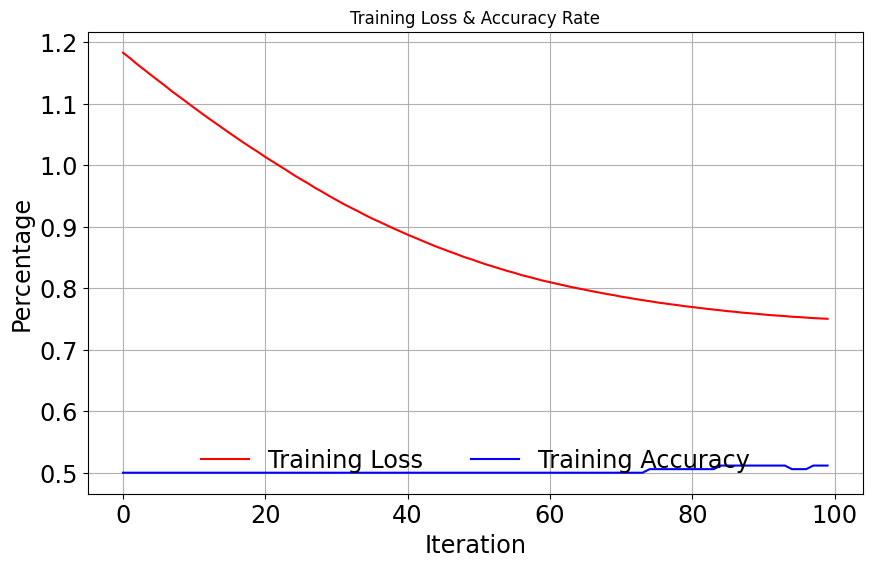 Training Loss & Accuracy Rate
1.2
1.1
1.0
0.9
0.8
0.7
0.6
0.5
Percentage
Training Loss Training Accuracy
0 20 40 60 80 100
Iteration